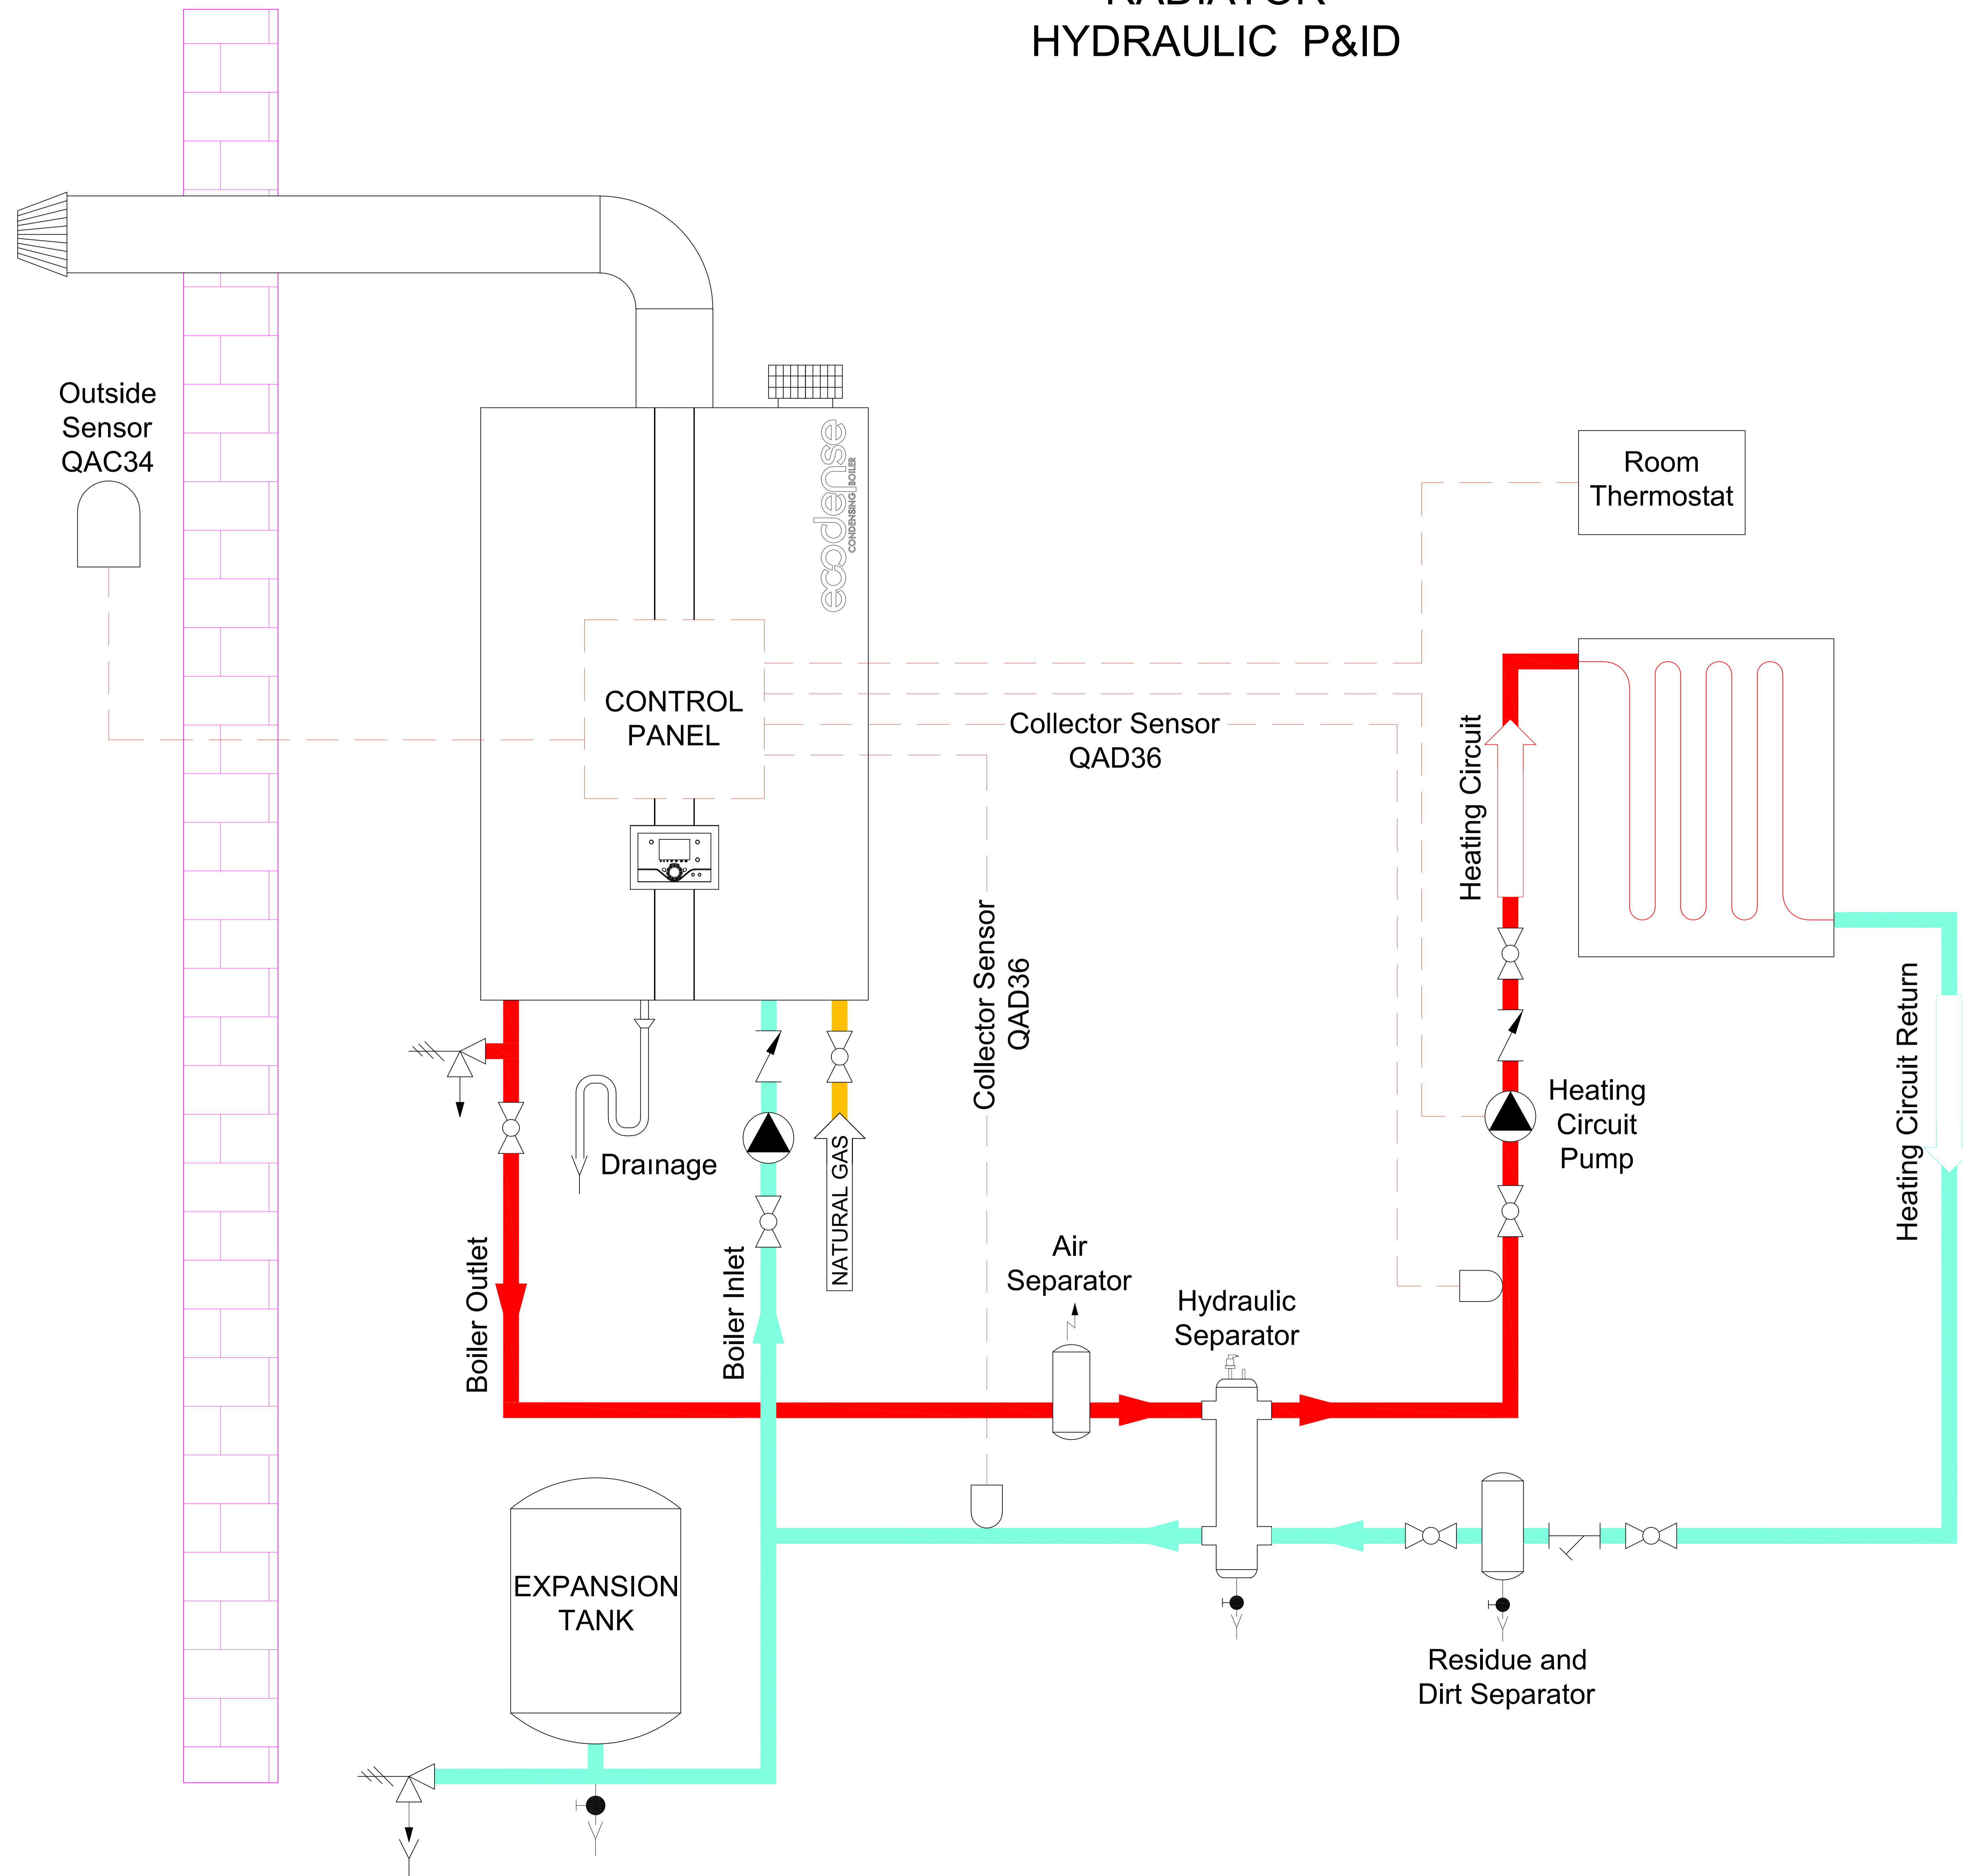 RADIATOR
HYDRAULIC P&ID
Outside
Sensor
QAC34
ecodense
CONDENSING BOILER
Room
Thermostat
CONTROL
PANEL
Collector Sensor
QAD36
Heating Circuit
Collector Sensor
QAD36
Heating Circuit Return
Heating
Circuit
Pump
Draınage
NATURAL GAS
Boiler Outlet
Boiler Inlet
Air
Separator
Hydraulic
Separator
EXPANSION
TANK
Residue and
Dirt Separator